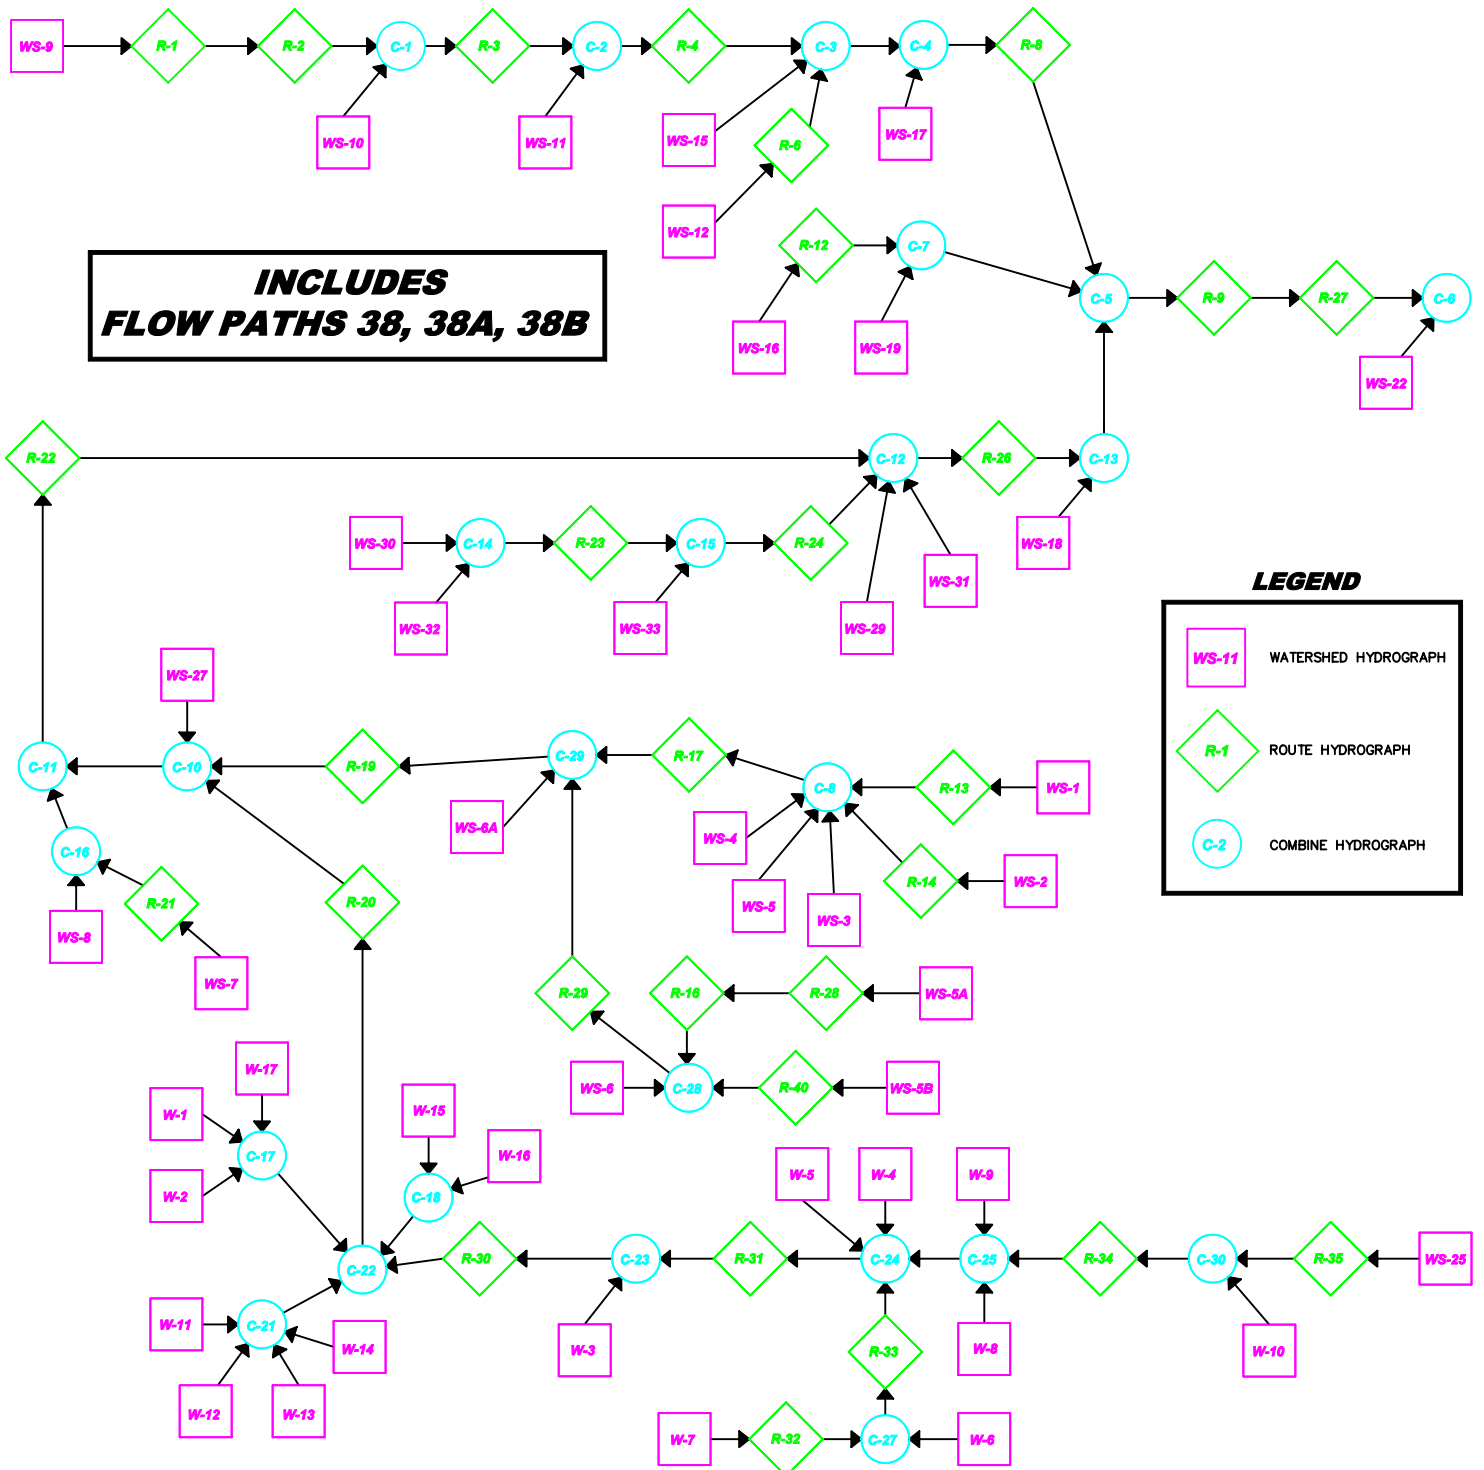 WS-9
R-1
R-2
C-1
R-3
C-2
R-4
C-3
C-4
R-8
WS-10
WS-11
WS-15
R-6
WS-17
WS-12
R-12
C-7
INCLUDES
FLOW PATHS 38, 38A, 38B
C-5
R-9
R-27
C-6
WS-16
WS-19
WS-22
R-22
C-12
R-26
C-13
WS-30
C-14
R-23
C-15
R-24
WS-18
WS-31
WS-32
WS-33
WS-29
LEGEND
WS-11
WATERSHED HYDROGRAPH
R-1
ROUTE HYDROGRAPH
C-2
COMBINE HYDROGRAPH
WS-27
C-11
C-10
R-19
C-29
R-17
C-8
R-13
WS-1
WS-6A
WS-4
C-16
R-14
WS-2
R-21
R-20
WS-5
WS-3
WS-8
WS-7
R-29
R-16
R-28
WS-5A
WS-6
C-28
R-40
WS-5B
W-17
W-1
W-15
C-17
W-16
W-2
C-18
W-5
W-4
W-9
C-22
R-30
C-23
R-31
C-24
C-25
R-34
C-30
R-35
WS-25
W-11
C-21
W-14
W-3
R-33
W-8
W-10
W-12
W-13
W-7
R-32
C-27
W-6